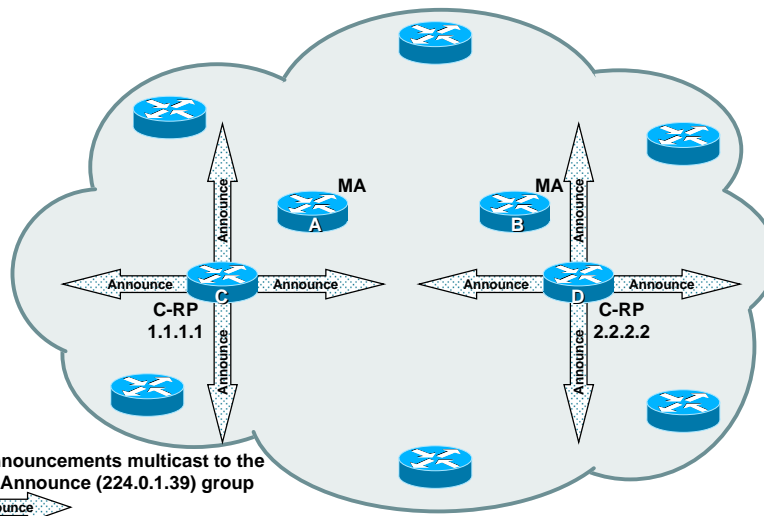 MA
MA
A
B
Announce
Announce
Announce
Announce
Announce
Announce
C
D
C-RP
1.1.1.1
C-RP
2.2.2.2
Announce
Announce
nnouncements multicast to the
Announce (224.0.1.39) group
ounce